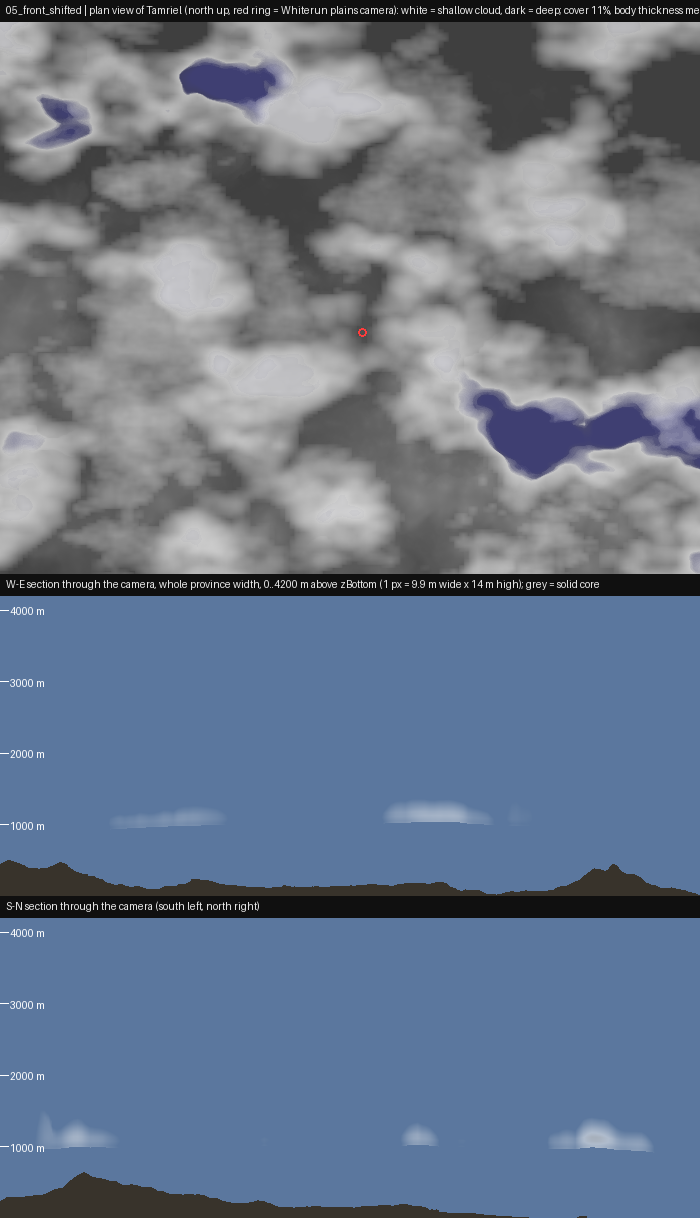 05_front_shifted | plan view of Tamriel (north up, red ring = Whiterun plains camera): white = shallow cloud, dark = deep; cover 11%, body thickness me
W-E section through the camera, whole province width, 0..4200 m above zBottom (1 px = 9.9 m wide x 14 m high); grey = solid core
4000 m
3000 m
2000 m
1000 m
S-N section through the camera (south left, north right)
4000 m
3000 m
2000 m
1000 m